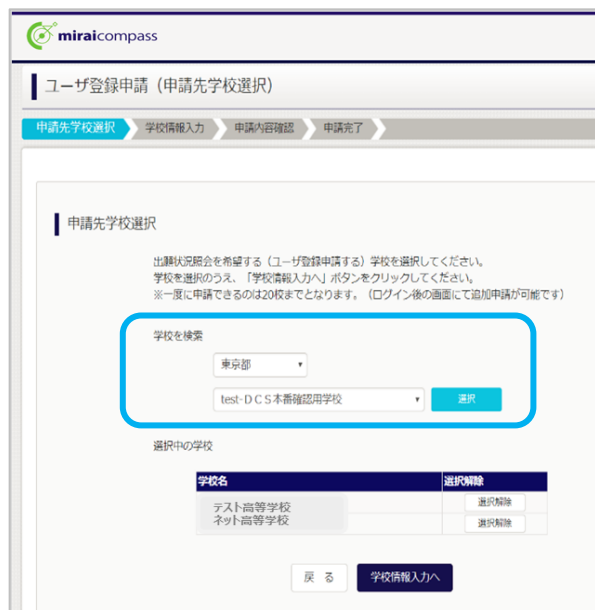 miraicompass
ユーザ登録申請（申請先学校選択）
申請先学校選択 学校情報入力 申請内容確認 申請完了
申請先学校選択
出願状況照会を希望する（ユーザ登録申請する）学校を選択してください。
学校を選択のうえ、「学校情報入力へ」ボタンをクリックしてください。
※一度に申請できるのは20校までとなります。（ログイン後の画面にて追加申請が可能です）
学校を検索
東京都
test-ＤＣＳ本番確認用学校 選択
選択中の学校
学校名 選択解除
テスト高等学校 選択解除
ネット高等学校 選択解除
戻 る 学校情報入力へ